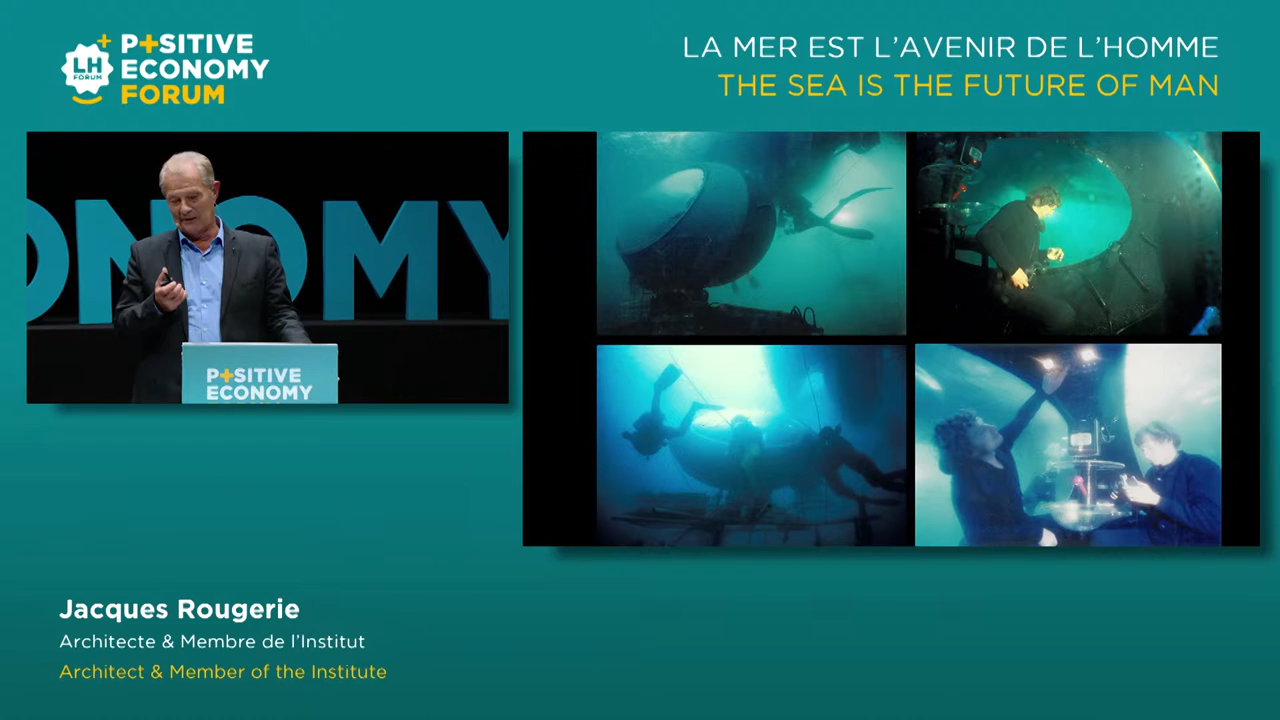 P+SITIVE
ECONOMY
FORUM
LH
FORUM
LA MER EST L'AVENIR DE L'HOMME
THE SEA IS THE FUTURE OF MAN
ONOMY
P+SITIVE
ECONOMY
Jacques Rougerie
Architecte & Membre de l'Institut
Architect & Member of the Institute